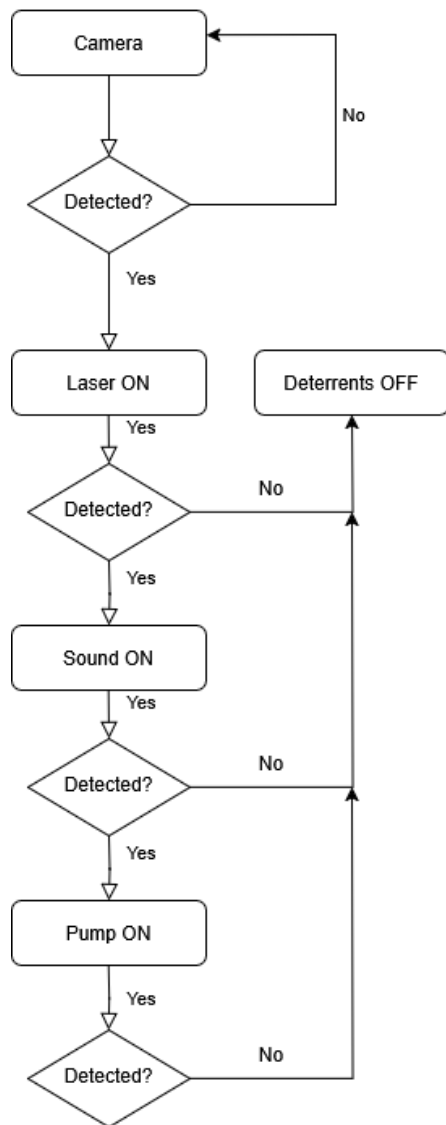 Camera
No
Detected?
Yes
Laser ON
Deterrents OFF
Yes
Detected?
No
Yes
Sound ON
Yes
Detected?
No
Yes
Pump ON
Yes
Detected?
No